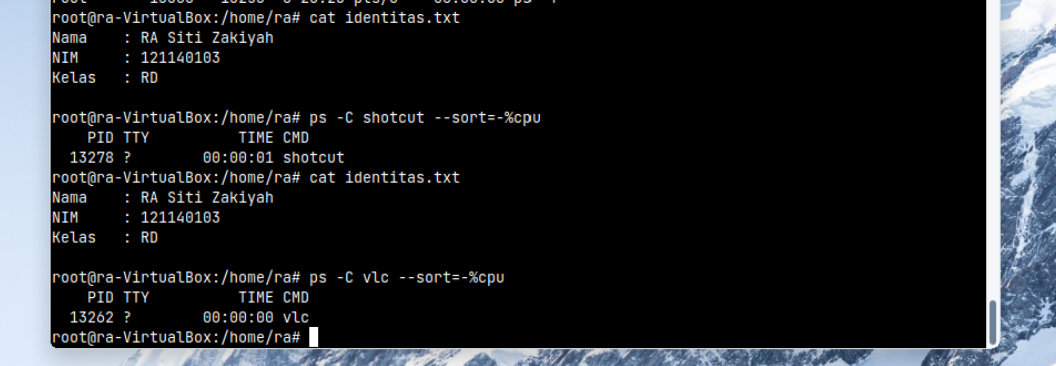 root@ra-VirtualBox:/home/ra# cat identitas.txt
Nama    : RA Siti Zakiyah
NIM     : 121140103
Kelas   : RD
root@ra-VirtualBox:/home/ra# ps -C shotcut --sort=-%cpu
    PID TTY          TIME CMD
  13278 ?        00:00:01 shotcut
root@ra-VirtualBox:/home/ra# cat identitas.txt
Nama    : RA Siti Zakiyah
NIM     : 121140103
Kelas   : RD
root@ra-VirtualBox:/home/ra# ps -C vlc --sort=-%cpu
    PID TTY          TIME CMD
  13262 ?        00:00:00 vlc
root@ra-VirtualBox:/home/ra#